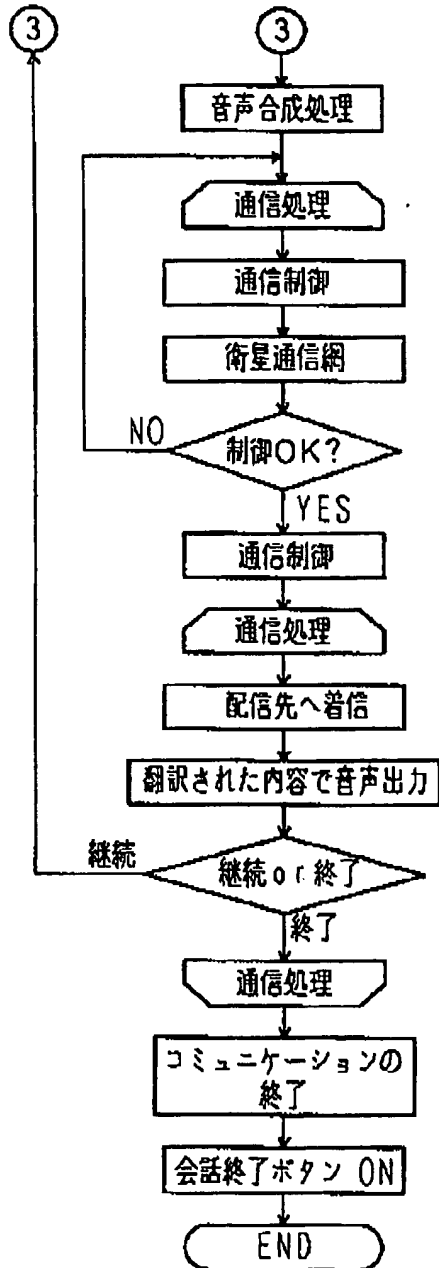 ③
③
音声合成処理
通信処理
通信制御
衛星通信網
NO
制御OK?
YES
通信制御
通信処理
配信先へ着信
翻訳された内容で音声出力
継続
継続or終了
終了
通信処理
コミュニケーションの
終了
会話終了ボタン ON
END